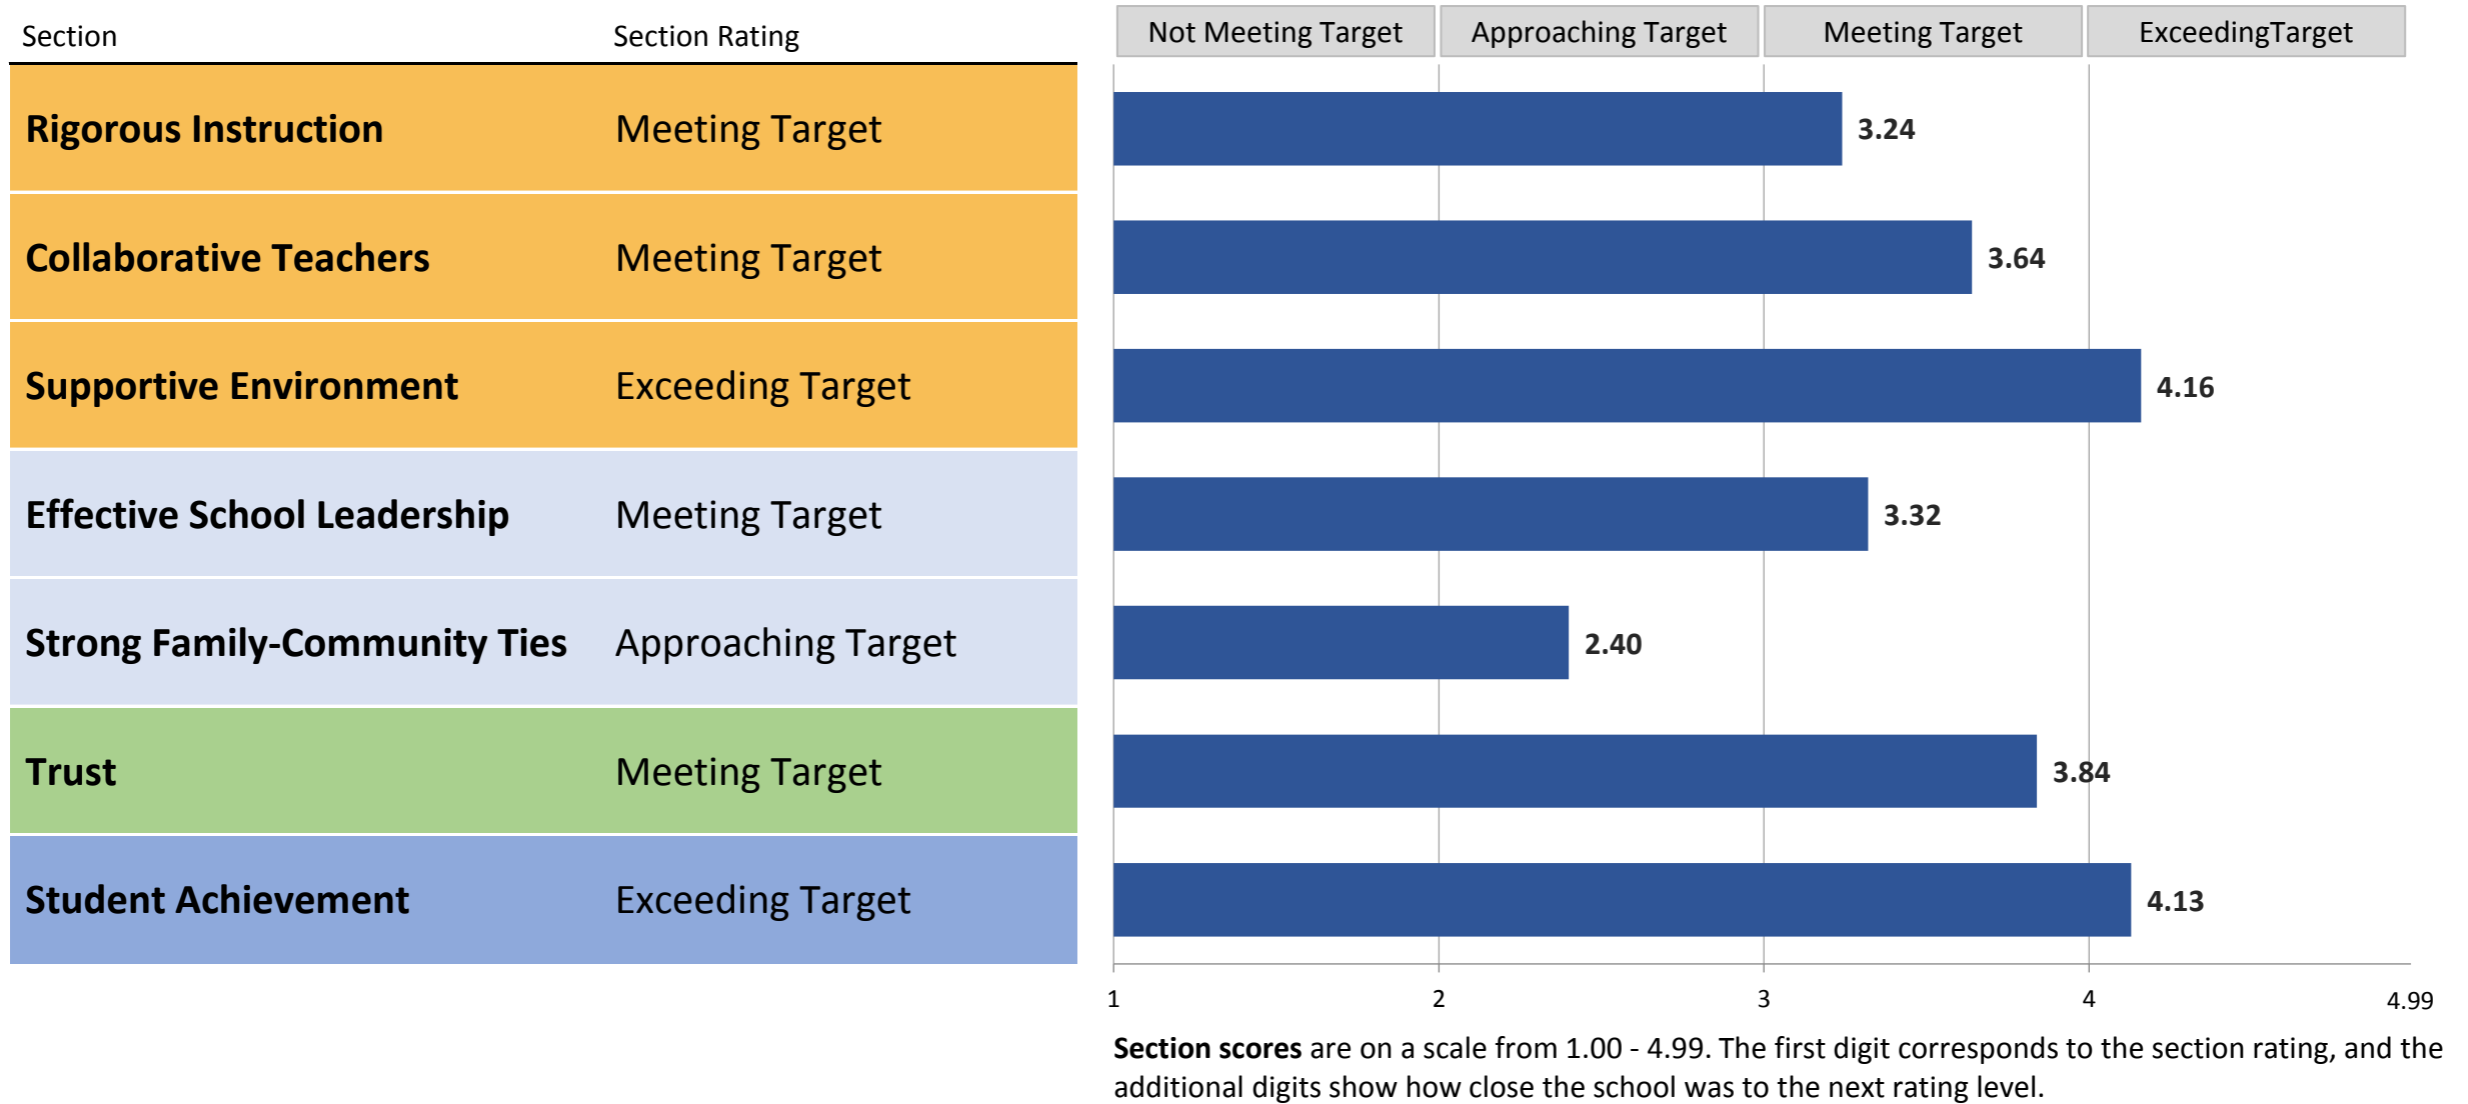 Section Section Rating Not Meeting Target Approaching Target Meeting Target ExceedingTarget
Rigorous Instruction Meeting Target 3.24
Collaborative Teachers Meeting Target 3.64
Supportive Environment Exceeding Target 4.16
Effective School Leadership Meeting Target 3.32
Strong Family-Community Ties Approaching Target 2.40
Trust Meeting Target 3.84
Student Achievement Exceeding Target 4.13
1 2 3 4 4.99
Section scores are on a scale from 1.00 - 4.99. The first digit corresponds to the section rating, and the
additional digits show how close the school was to the next rating level.